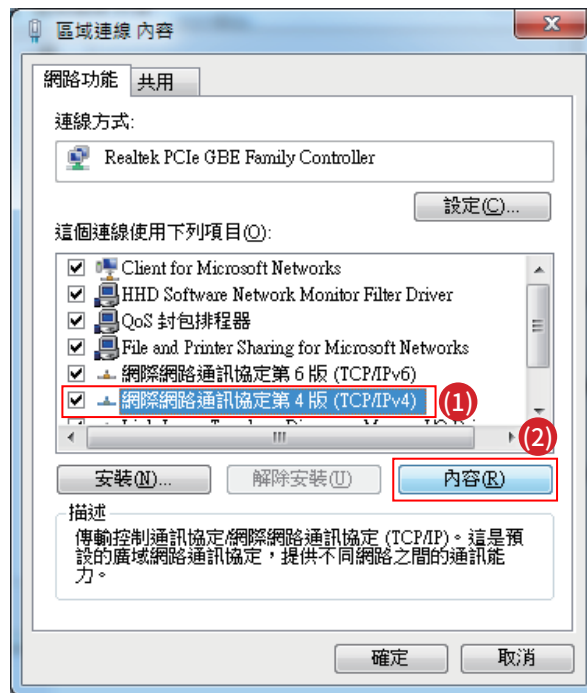 區域連線 內容
網路功能 共用
連線方式:
Realtek PCIe GBE Family Controller
設定(C)...
這個連線使用下列項目(O):
Client for Microsoft Networks
HHD Software Network Monitor Filter Driver
QoS 封包排程器
File and Printer Sharing for Microsoft Networks
網際網路通訊協定第 6 版 (TCP/IPv6)
網際網路通訊協定第 4 版 (TCP/IPv4) (1)
(2)
安裝(N)... 解除安裝(U) 內容(R)
描述
傳輸控制通訊協定/網際網路通訊協定 (TCP/IP)。這是預
設的廣域網路通訊協定，提供不同網路之間的通訊能
力。
確定 取消